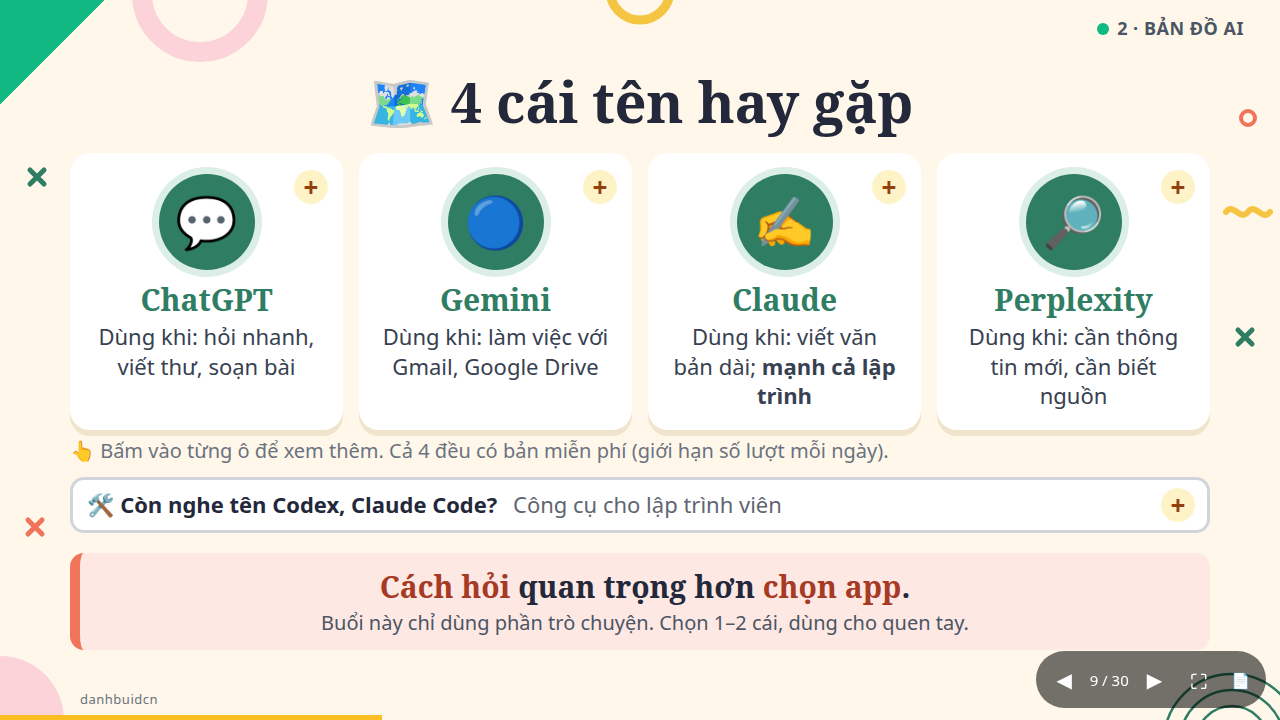 2 · BẢN ĐỒ AI
4 cái tên hay gặp
+
+
+
+
ChatGPT
Dùng khi: hỏi nhanh,
viết thư, soạn bài
Gemini
Dùng khi: làm việc với
Gmail, Google Drive
Claude
Dùng khi: viết văn
bản dài; mạnh cả lập
trình
Perplexity
Dùng khi: cần thông
tin mới, cần biết
nguồn
👆 Bấm vào từng ô để xem thêm. Cả 4 đều có bản miễn phí (giới hạn số lượt mỗi ngày).
🛠️ Còn nghe tên Codex, Claude Code? Công cụ cho lập trình viên +
Cách hỏi quan trọng hơn chọn app.
Buổi này chỉ dùng phần trò chuyện. Chọn 1–2 cái, dùng cho quen tay.
◀ 9 / 30 ▶
danhbuidcn